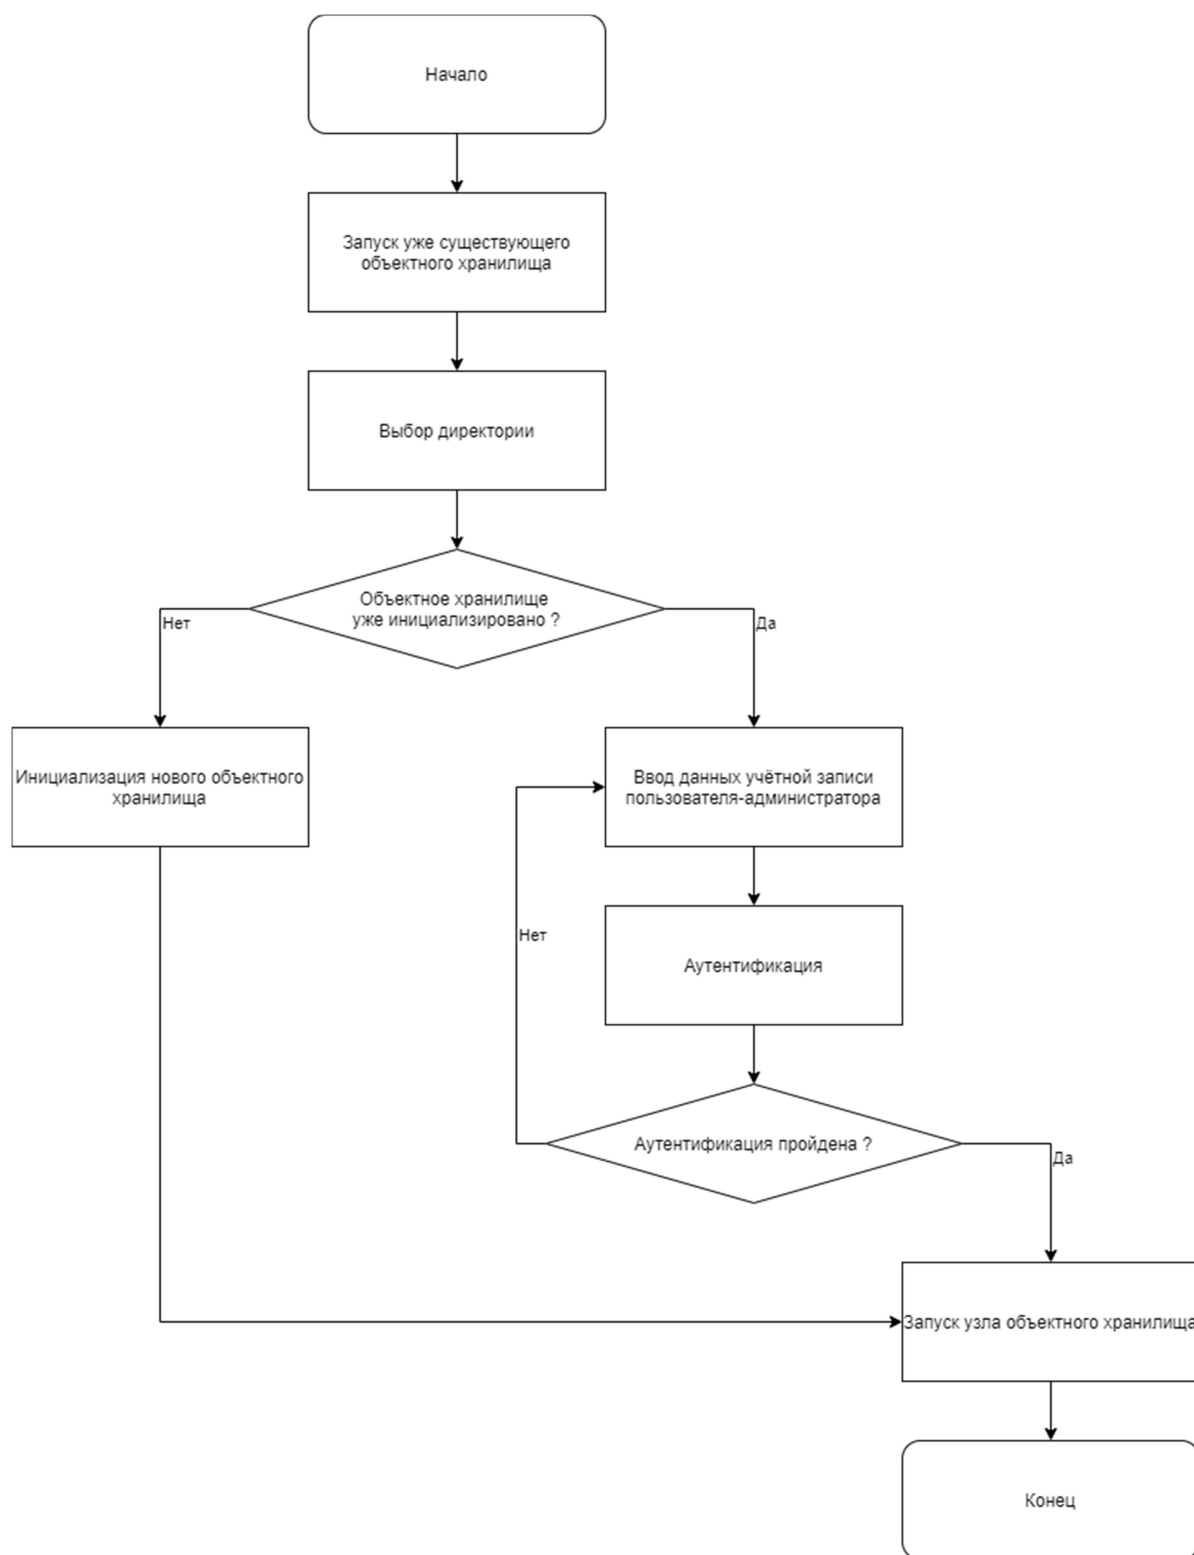 Начало
Запуск уже существующего
объектного хранилища
Выбор директории
Объектное хранилище
уже инициализировано ?
Нет
Да
Инициализация нового объектного
хранилища
Ввод данных учётной записи
пользователя-администратора
Нет
Аутентификация
Аутентификация пройдена ?
Да
Запуск узла объектного хранилища
Конец